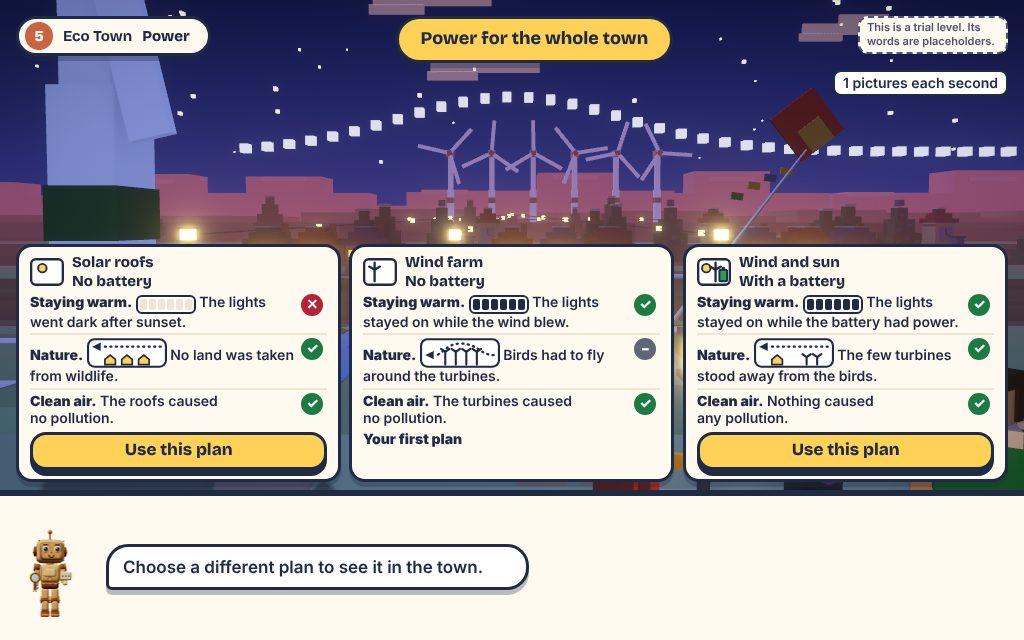 5 Eco Town Power
Power for the whole town
This is a trial level. Its
words are placeholders.
1 pictures each second
Solar roofs
No battery
Staying warm. The lights
went dark after sunset.
Nature. No land was taken
from wildlife.
Clean air. The roofs caused
no pollution.
Use this plan
Wind farm
No battery
Staying warm. The lights
stayed on while the wind blew.
Nature. Birds had to fly
around the turbines.
Clean air. The turbines caused
no pollution.
Your first plan
Wind and sun
With a battery
Staying warm. The lights
stayed on while the battery had power.
Nature. The few turbines
stood away from the birds.
Clean air. Nothing caused
any pollution.
Use this plan
Choose a different plan to see it in the town.